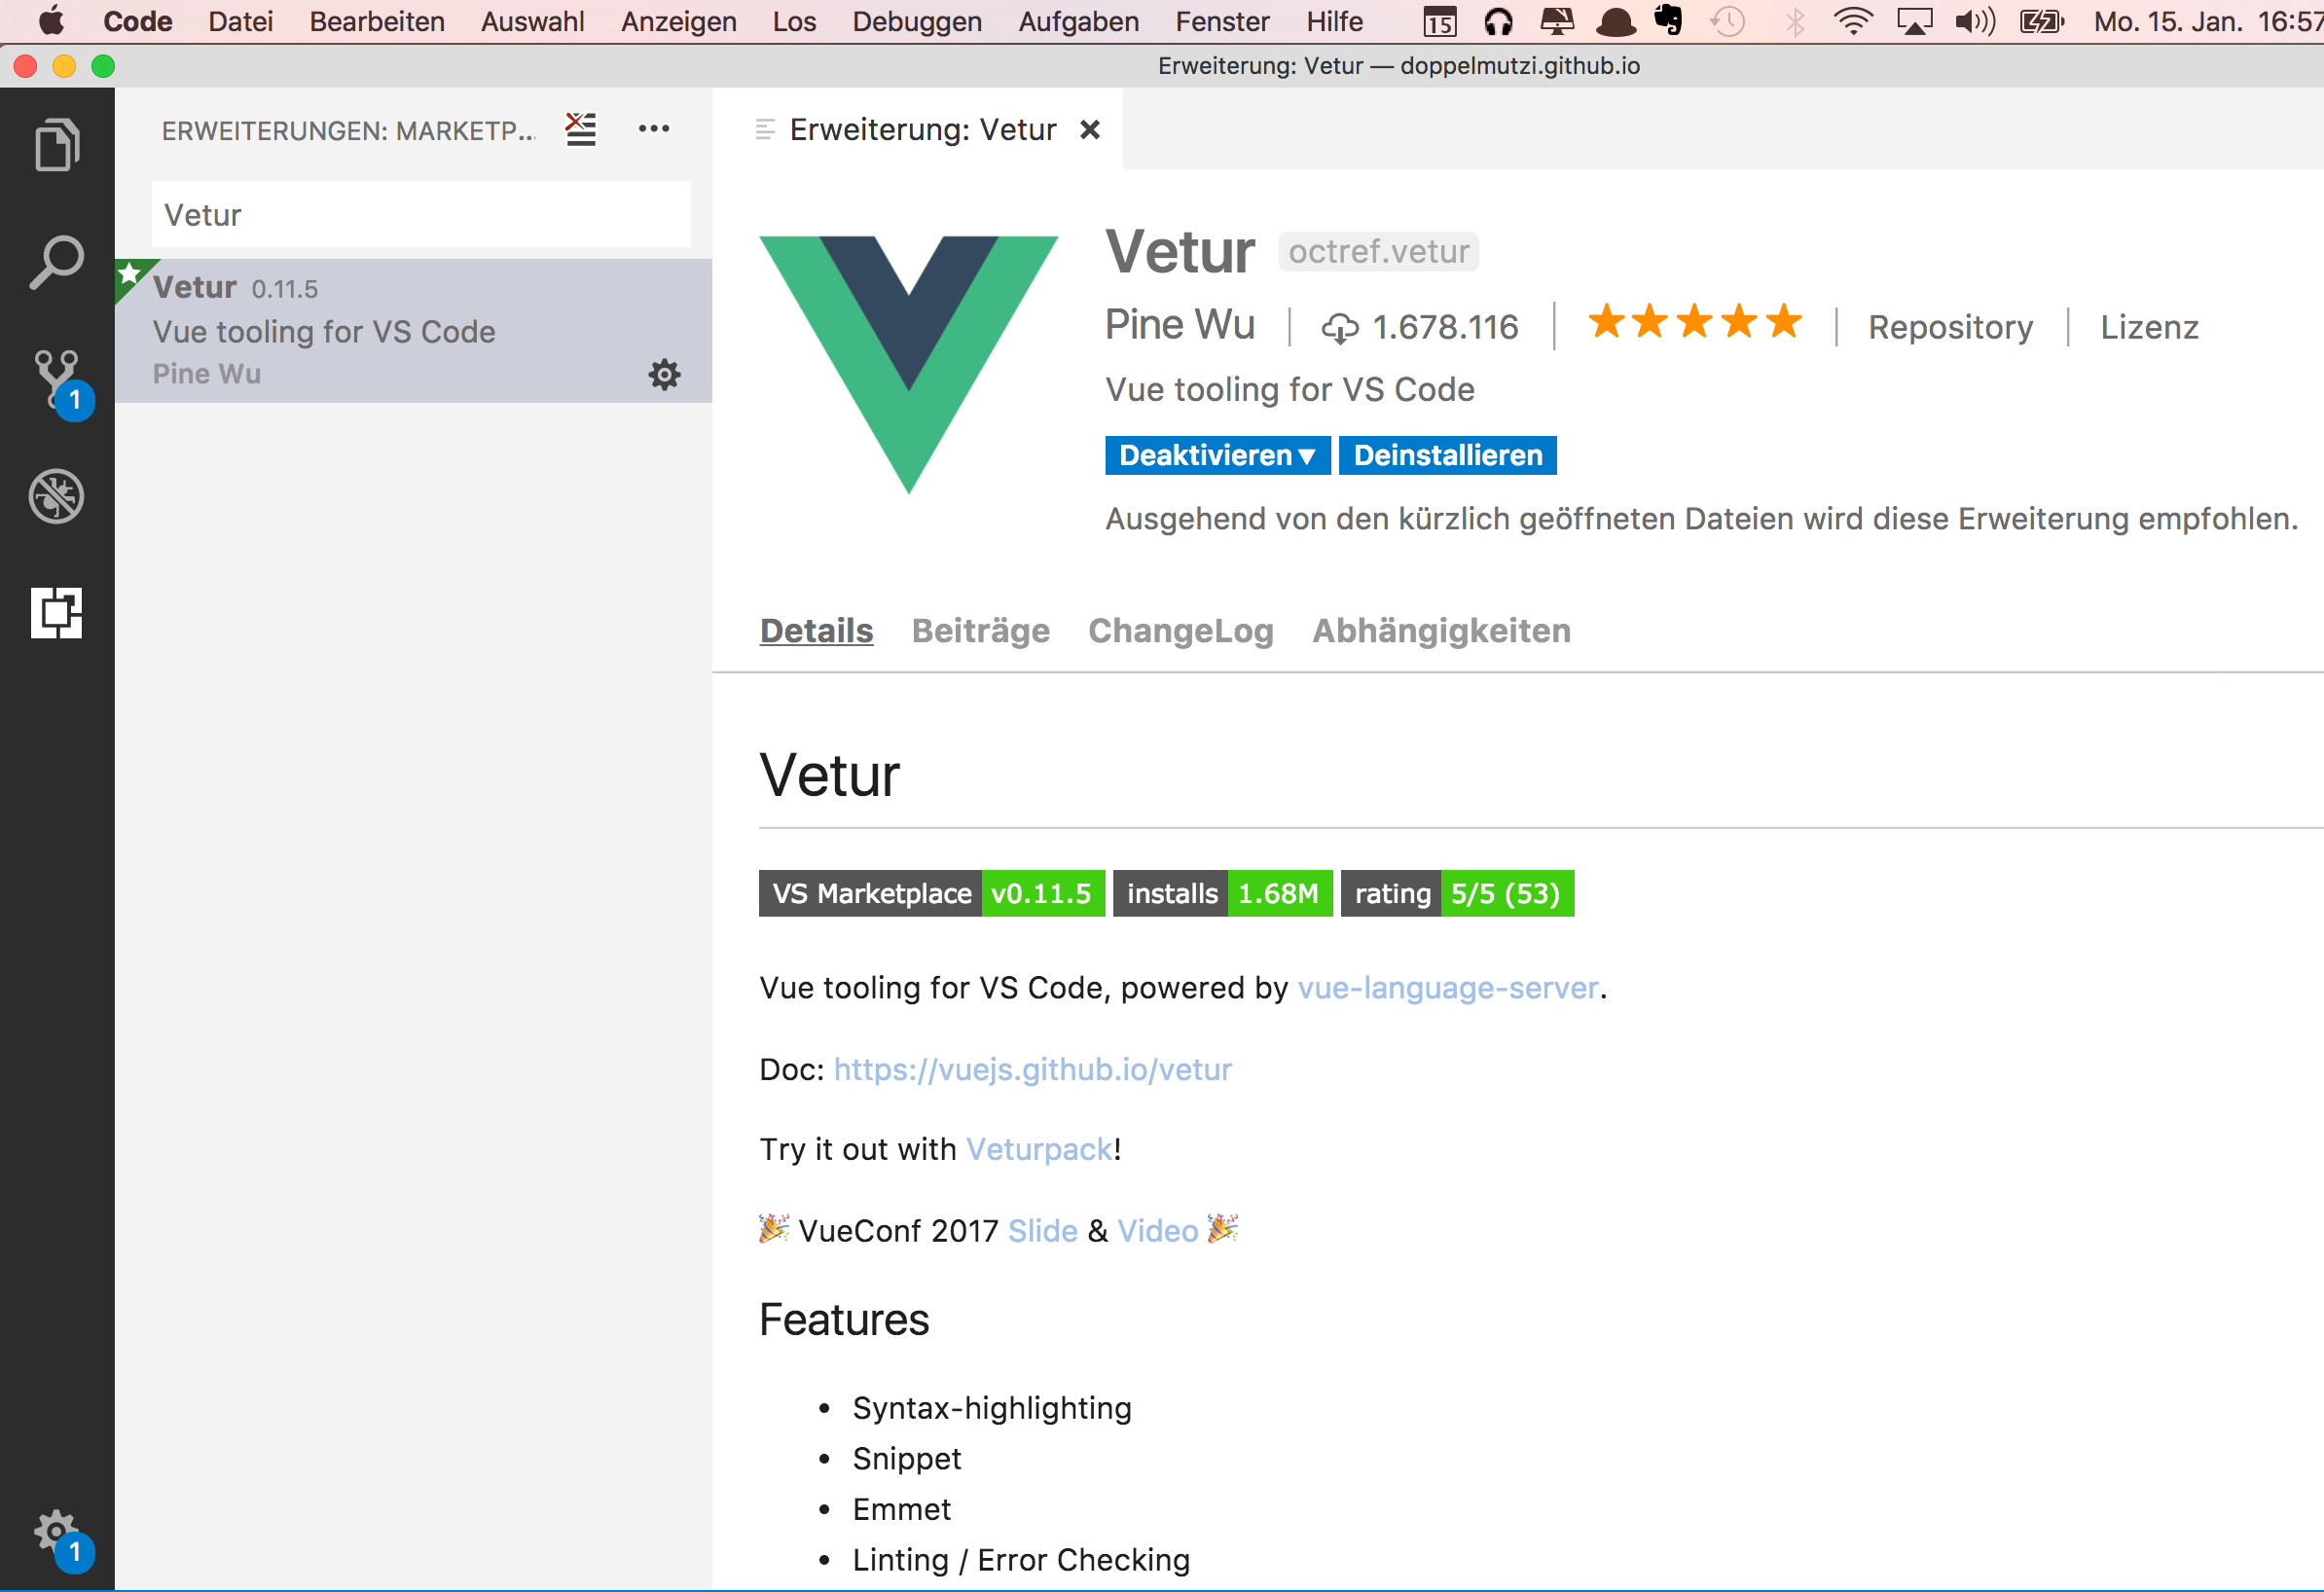 Code Datei Bearbeiten Auswahl Anzeigen Los Debuggen Aufgaben Fenster Hilfe 15 Mo. 15. Jan. 16:57
Erweiterung: Vetur — doppelmutzi.github.io
ERWEITERUNGEN: MARKETP...
Vetur
Vetur 0.11.5
Vue tooling for VS Code
Pine Wu
1
1
Erweiterung: Vetur
Vetur octref.vetur
Pine Wu | 1.678.116 | ★★★★★ | Repository | Lizenz
Vue tooling for VS Code
Deaktivieren▼ Deinstallieren
Ausgehend von den kürzlich geöffneten Dateien wird diese Erweiterung empfohlen.
Details Beiträge ChangeLog Abhängigkeiten
Vetur
VS Marketplace v0.11.5 installs 1.68M rating 5/5 (53)
Vue tooling for VS Code, powered by vue-language-server.
Doc: https://vuejs.github.io/vetur
Try it out with Veturpack!
🎉 VueConf 2017 Slide & Video 🎉
Features
• Syntax-highlighting
• Snippet
• Emmet
• Linting / Error Checking